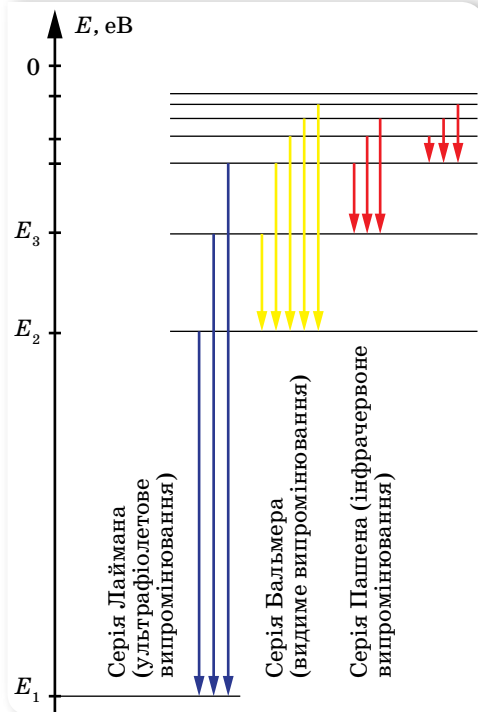 E, еВ
0
E₃
E₂
E₁
Серія Лаймана
(ультрафіолетове
випромінювання)
Серія Бальмера
(видиме випромінювання)
Серія Пашена (інфрачервоне
випромінювання)